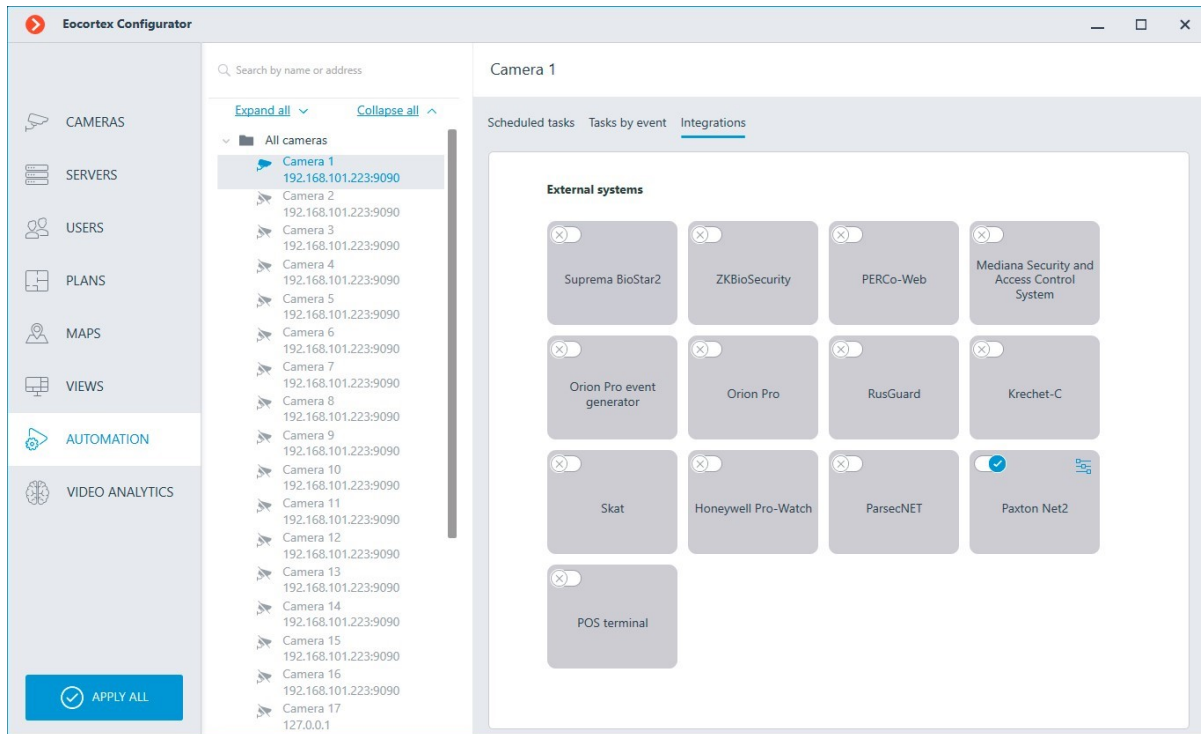 Eocortex Configurator
CAMERAS
SERVERS
USERS
PLANS
MAPS
VIEWS
AUTOMATION
VIDEO ANALYTICS
APPLY ALL
Search by name or address
Expand all
Collapse all
All cameras
Camera 1
192.168.101.223:9090
Camera 2
192.168.101.223:9090
Camera 3
192.168.101.223:9090
Camera 4
192.168.101.223:9090
Camera 5
192.168.101.223:9090
Camera 6
192.168.101.223:9090
Camera 7
192.168.101.223:9090
Camera 8
192.168.101.223:9090
Camera 9
192.168.101.223:9090
Camera 10
192.168.101.223:9090
Camera 11
192.168.101.223:9090
Camera 12
192.168.101.223:9090
Camera 13
192.168.101.223:9090
Camera 14
192.168.101.223:9090
Camera 15
192.168.101.223:9090
Camera 16
192.168.101.223:9090
Camera 17
127.0.0.1
Camera 1
Scheduled tasks
Tasks by event
Integrations
External systems
Suprema BioStar2
ZKBioSecurity
PERCo-Web
Mediana Security and
Access Control
System
Orion Pro event
generator
Orion Pro
RusGuard
Krechet-C
Skat
Honeywell Pro-Watch
ParsecNET
Paxton Net2
POS terminal